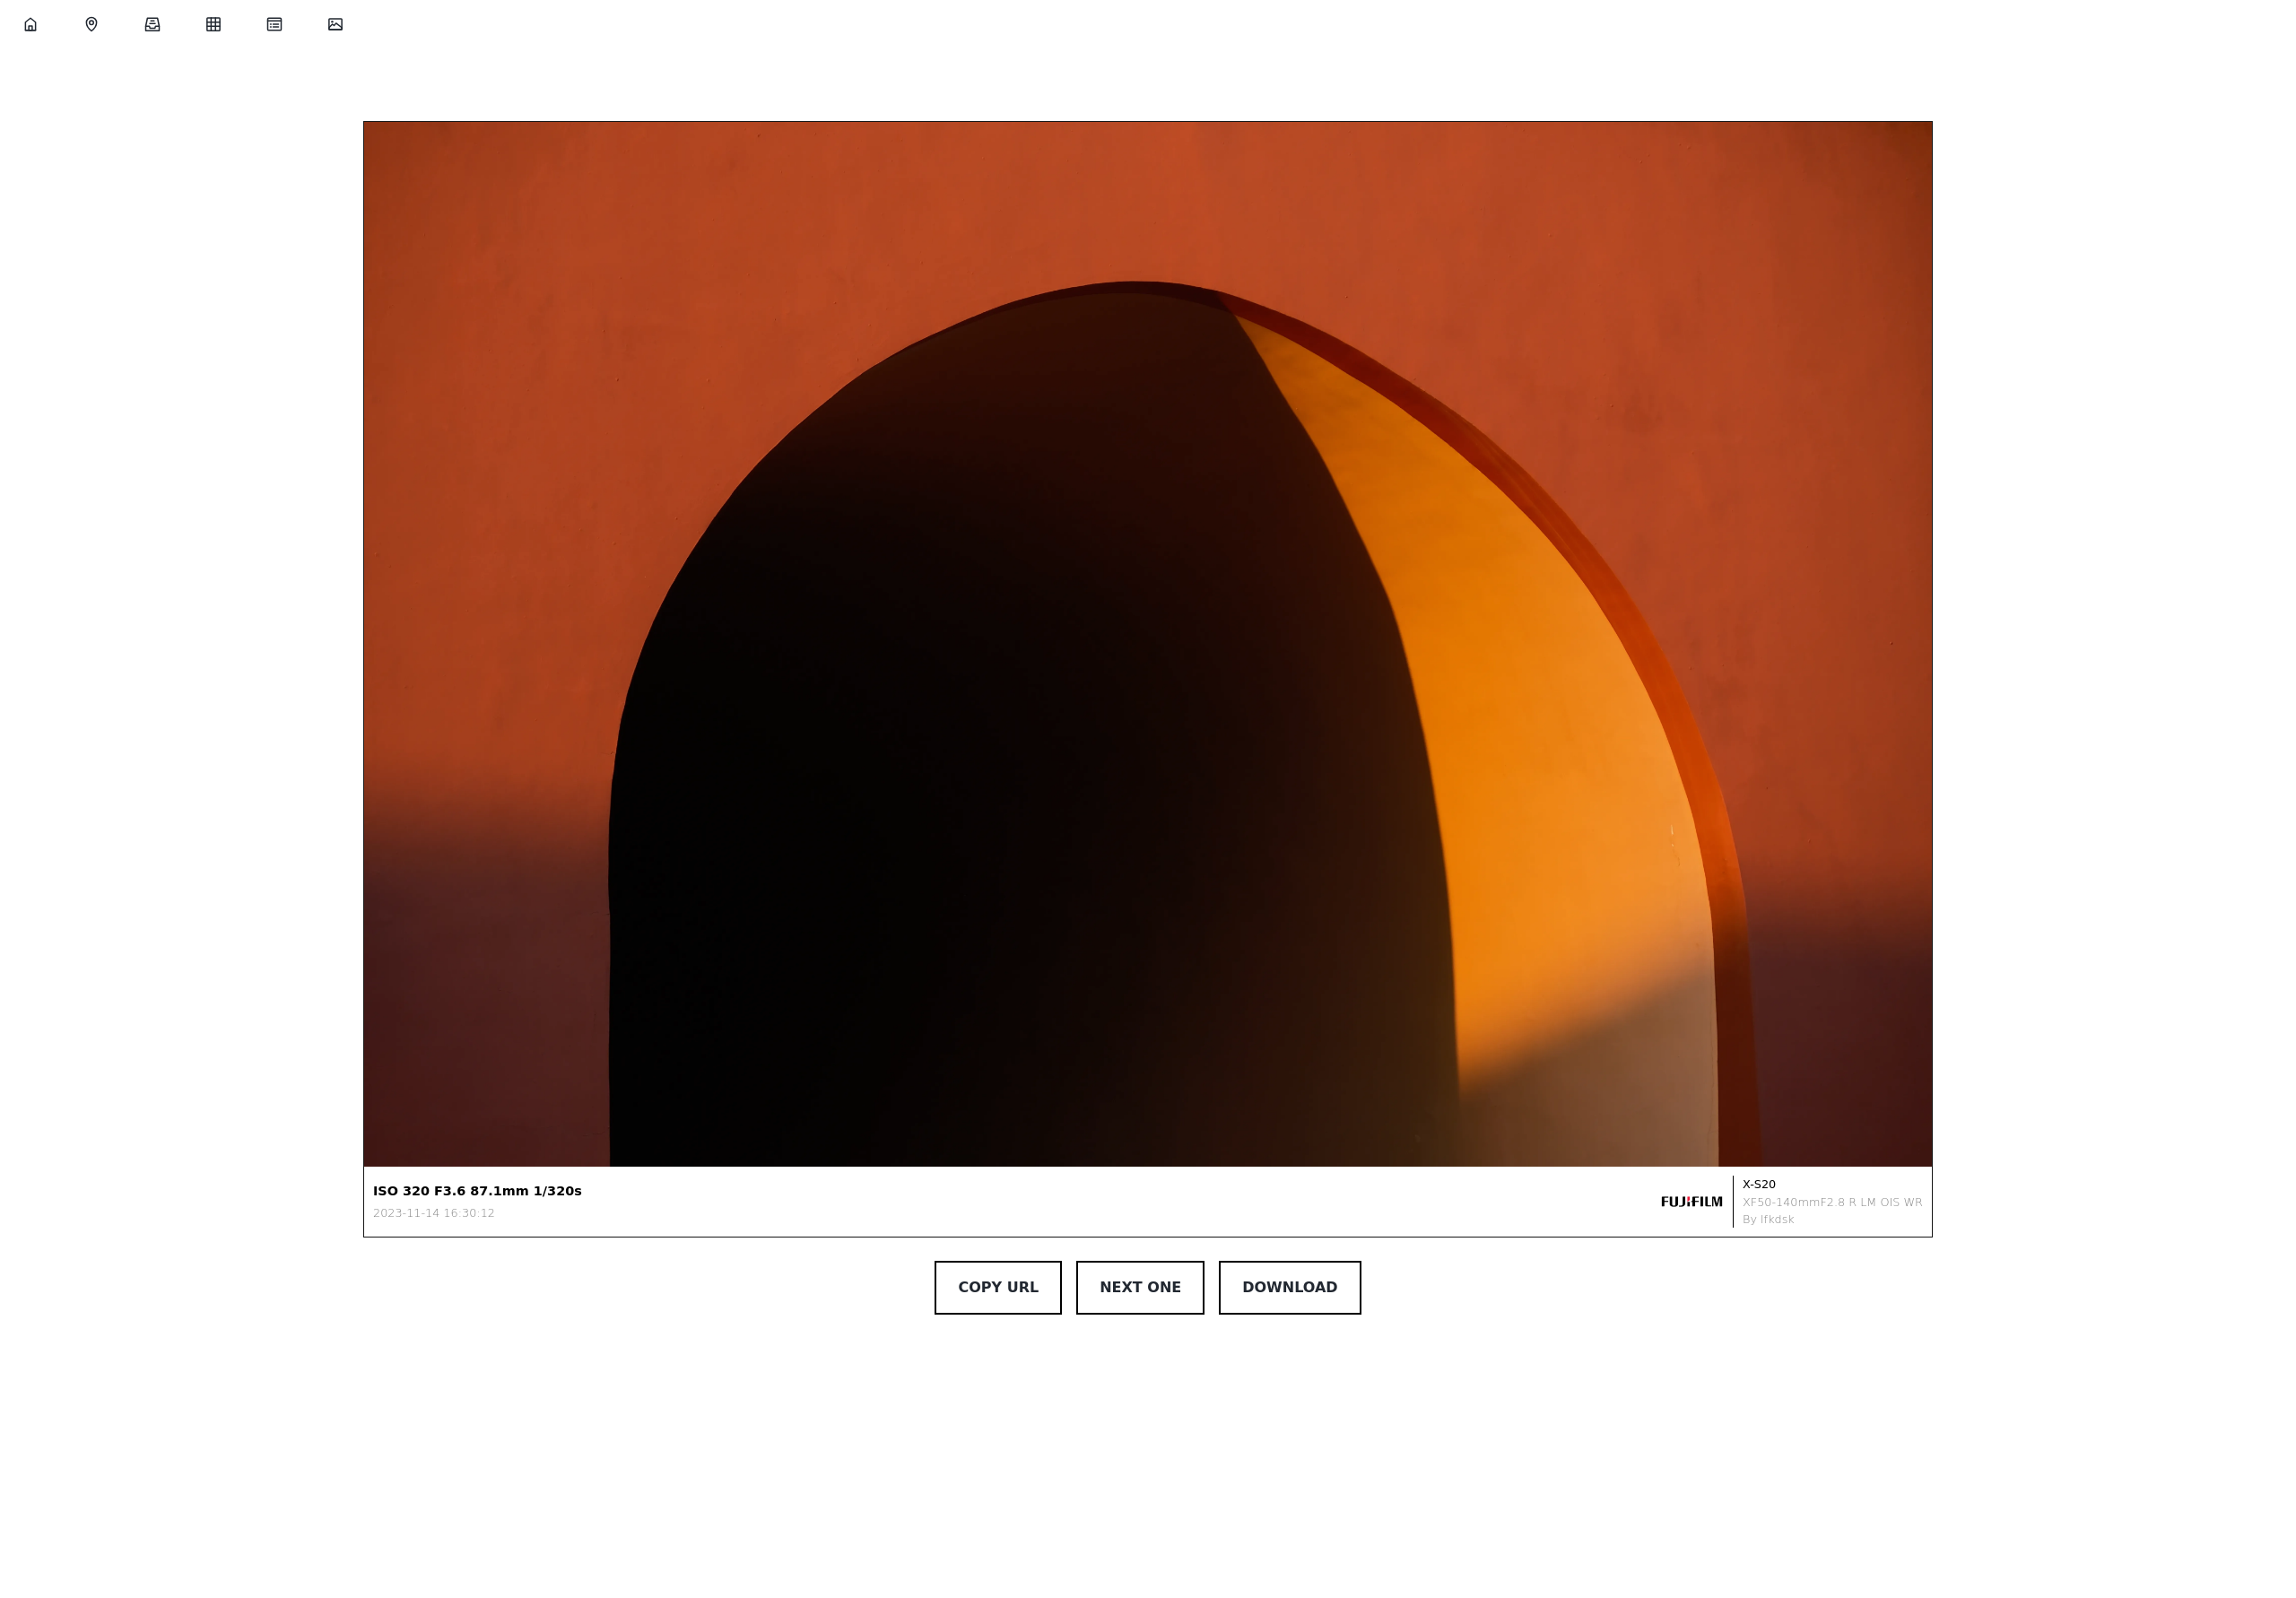 ISO 320 F3.6 87.1mm 1/320s
2023-11-14 16:30:12
FUJIFILM
X-S20
XF50-140mmF2.8 R LM OIS WR
By lfkdsk
COPY URL
NEXT ONE
DOWNLOAD